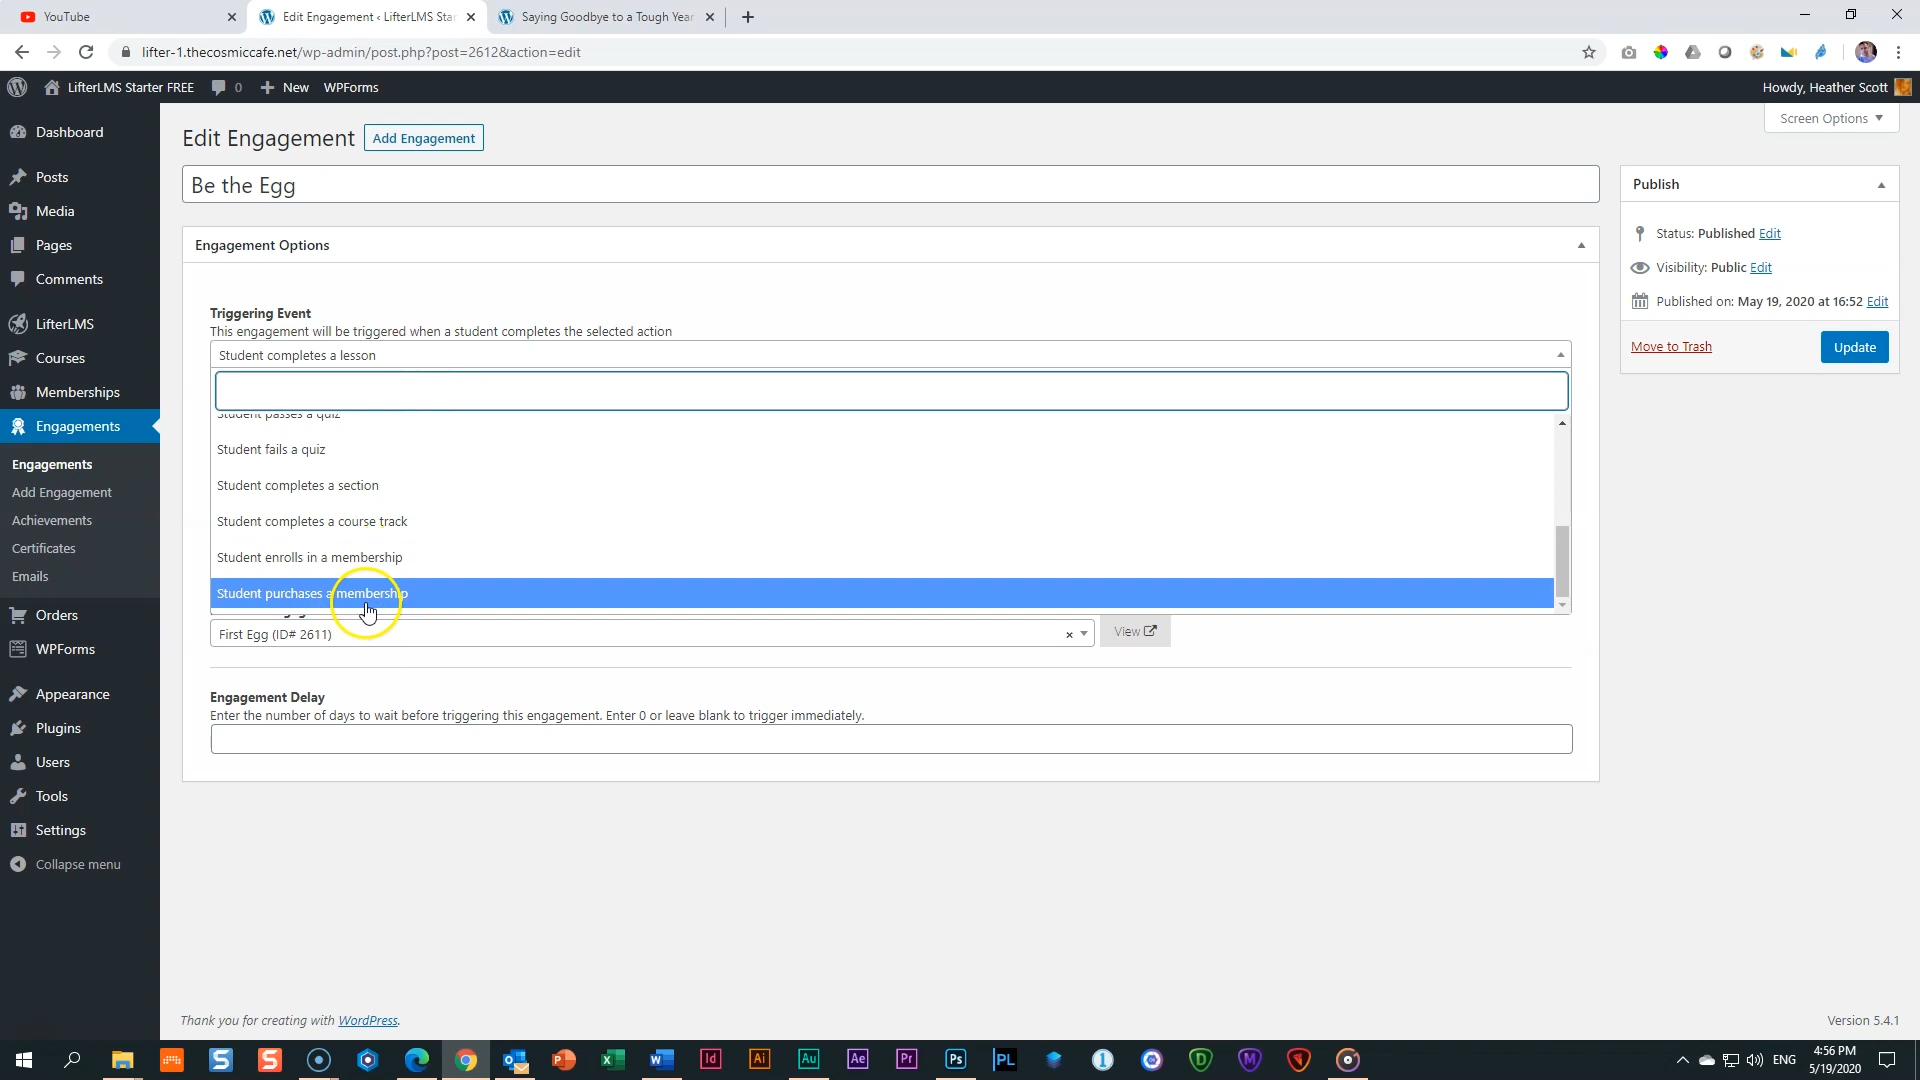 YouTube
Edit Engagement ‹ LifterLMS Star
Saying Goodbye to a Tough Year
lifter-1.thecosmiccafe.net/wp-admin/post.php?post=2612&action=edit
LifterLMS Starter FREE
0
New
WPForms
Howdy, Heather Scott
Screen Options
Dashboard
Posts
Media
Pages
Comments
LifterLMS
Courses
Memberships
Engagements
Engagements
Add Engagement
Achievements
Certificates
Emails
Orders
WPForms
Appearance
Plugins
Users
Tools
Settings
Collapse menu
Edit Engagement
Add Engagement
Be the Egg
Engagement Options
Triggering Event
This engagement will be triggered when a student completes the selected action
Student completes a lesson
Student passes a quiz
Student fails a quiz
Student completes a section
Student completes a course track
Student enrolls in a membership
Student purchases a membership
First Egg (ID# 2611)
×
View
Engagement Delay
Enter the number of days to wait before triggering this engagement. Enter 0 or leave blank to trigger immediately.
Publish
Status: Published Edit
Visibility: Public Edit
Published on: May 19, 2020 at 16:52 Edit
Move to Trash
Update
Thank you for creating with WordPress.
Version 5.4.1
ENG
4:56 PM
5/19/2020